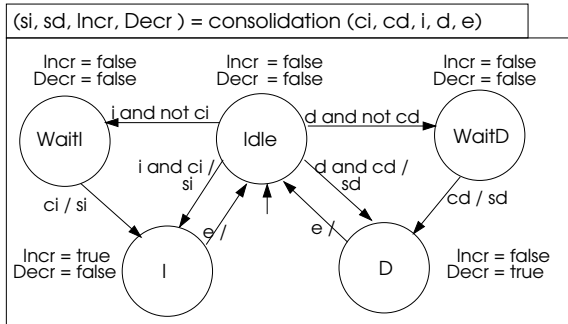 (si, sd, Incr, Decr ) = consolidation (ci, cd, i, d, e)
Incr = false
Decr = false
Incr = false
Decr = false
Incr = false
Decr = false
i and not ci
d and not cd
WaitI
Idle
WaitD
i and ci /
si
d and cd /
sd
ci / si
cd / sd
e /
e /
Incr = true
Decr = false
I
D
Incr = false
Decr = true